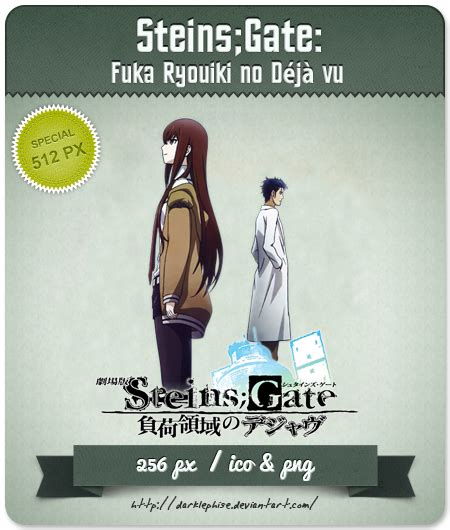 Steins;Gate:
Fuka Ryouiki no Déjà vu
SPECIAL
512 PX
劇場版
シュタインズ・ゲート
Steins;Gate
負荷領域のデジャヴ
256 px / ico & png
http://darklephise.deviantart.com/